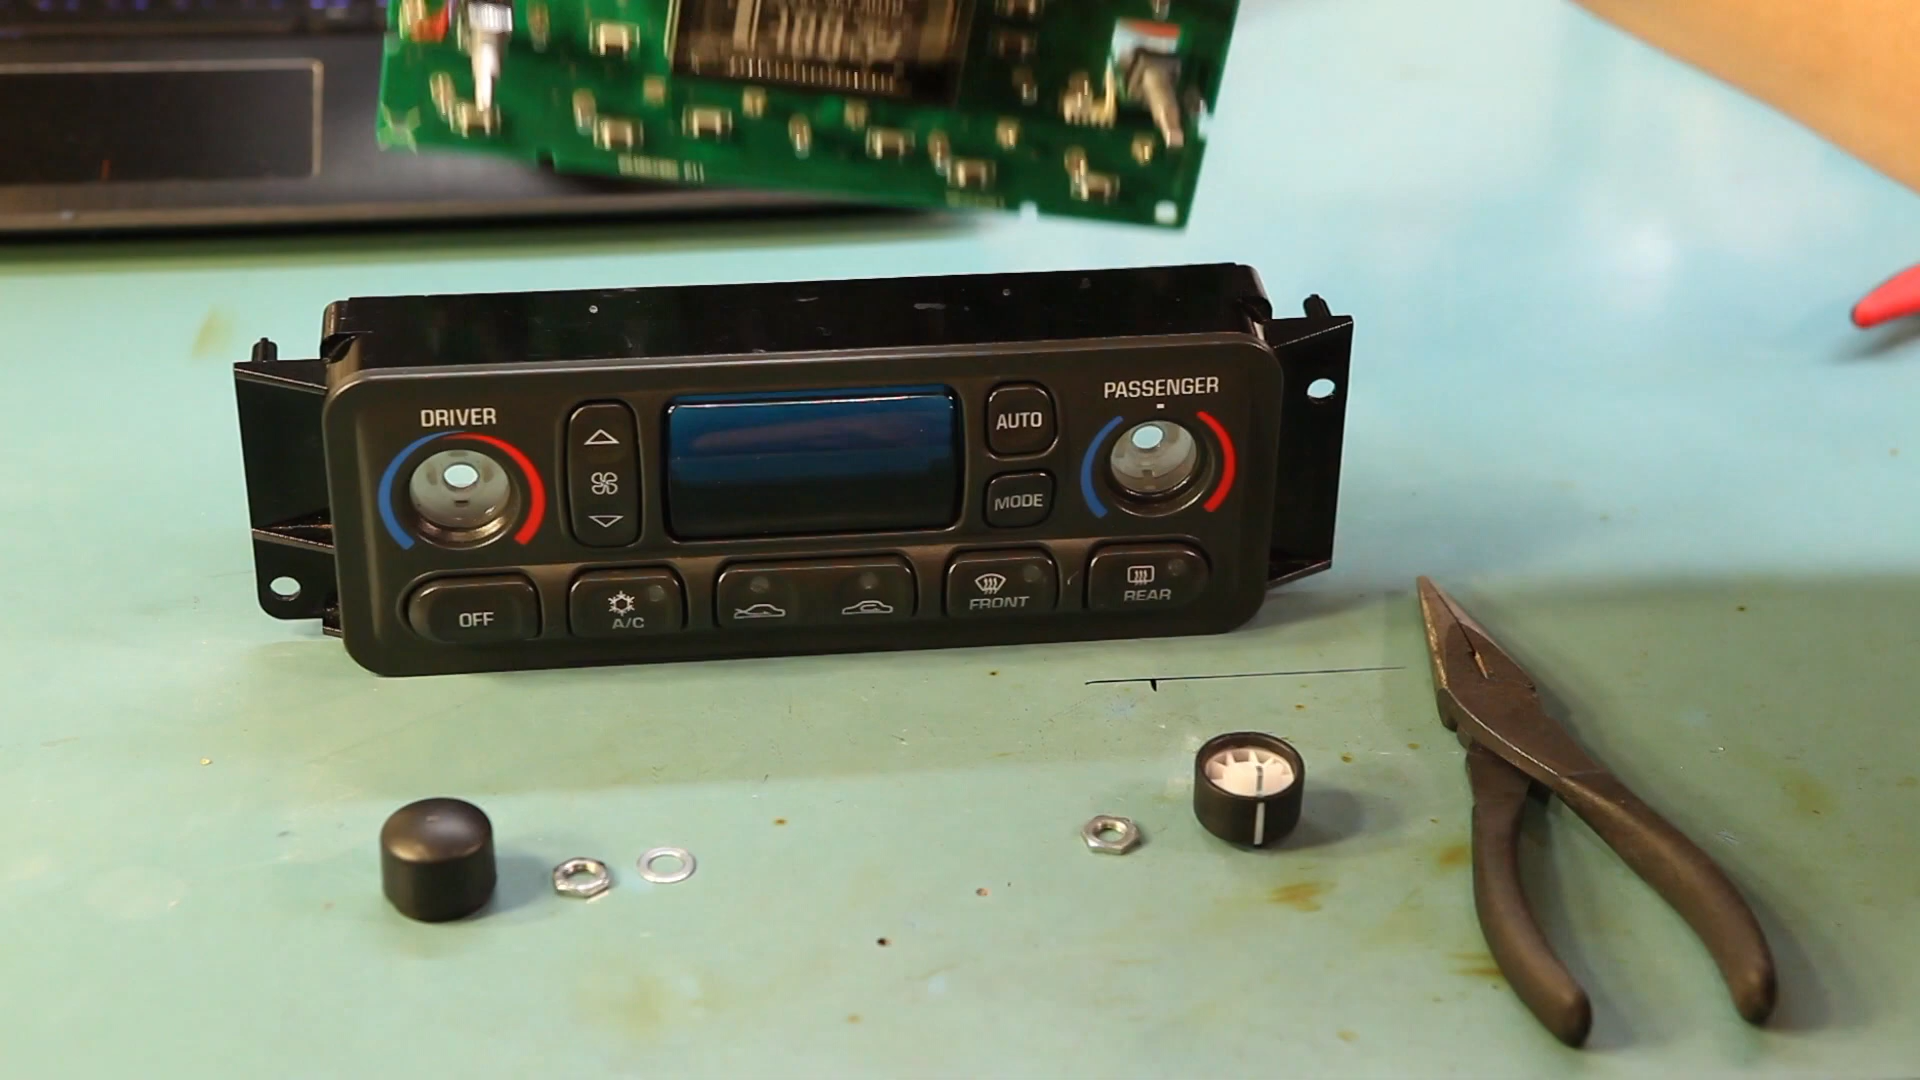 DRIVER
PASSENGER
AUTO
MODE
OFF
A/C
FRONT
REAR